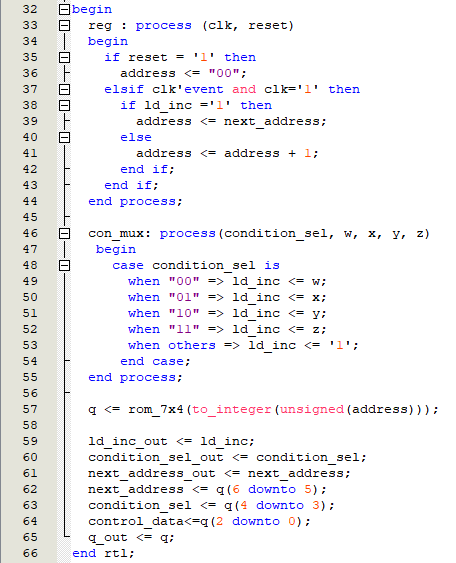 32 begin
33   reg : process (clk, reset)
34   begin
35     if reset = '1' then
36       address <= "00";
37     elsif clk'event and clk='1' then
38       if ld_inc ='1' then
39         address <= next_address;
40       else
41         address <= address + 1;
42       end if;
43     end if;
44   end process;
45
46   con_mux: process(condition_sel, w, x, y, z)
47    begin
48      case condition_sel is
49        when "00" => ld_inc <= w;
50        when "01" => ld_inc <= x;
51        when "10" => ld_inc <= y;
52        when "11" => ld_inc <= z;
53        when others => ld_inc <= '1';
54       end case;
55   end process;
56
57   q <= rom_7x4(to_integer(unsigned(address)));
58
59   ld_inc_out <= ld_inc;
60   condition_sel_out <= condition_sel;
61   next_address_out <= next_address;
62   next_address <= q(6 downto 5);
63   condition_sel <= q(4 downto 3);
64   control_data<=q(2 downto 0);
65   q_out <= q;
66 end rtl;